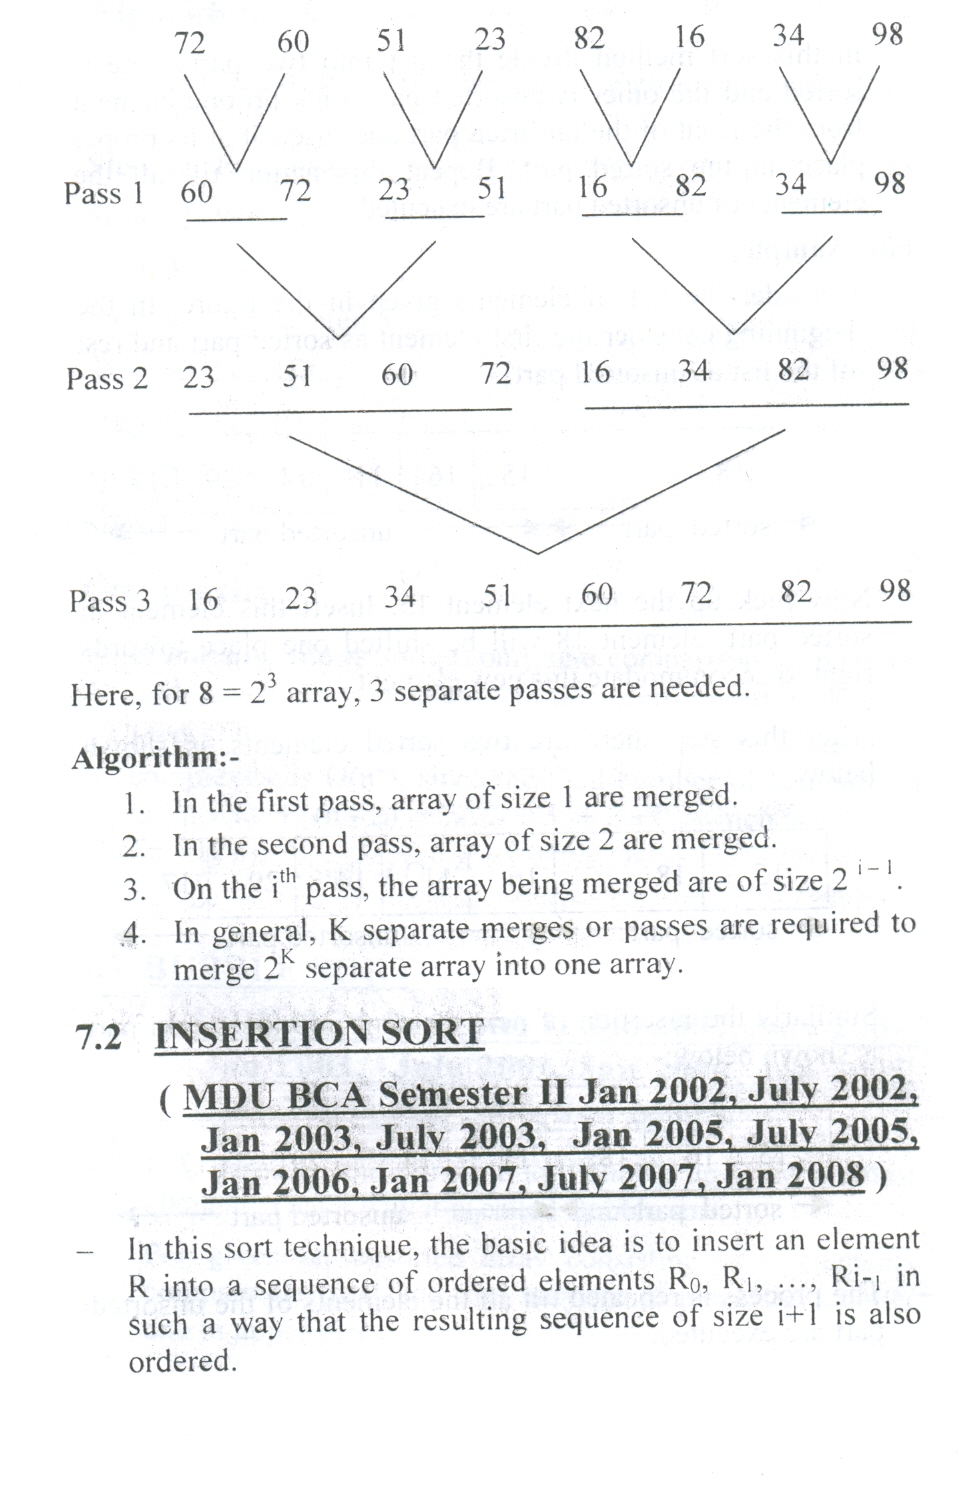 72 60 51 23 82 16 34 98
Pass 1 60 72 23 51 16 82 34 98
Pass 2 23 51 60 72 16 34 82 98
Pass 3 16 23 34 51 60 72 82 98
Here, for 8 = 2³ array, 3 separate passes are needed.
Algorithm:-
1. In the first pass, array of size 1 are merged.
2. In the second pass, array of size 2 are merged.
3. On the iᵗʰ pass, the array being merged are of size 2 ⁱ⁻¹.
4. In general, K separate merges or passes are required to
merge 2ᴷ separate array into one array.
7.2 INSERTION SORT
( MDU BCA Semester II Jan 2002, July 2002,
Jan 2003, July 2003, Jan 2005, July 2005,
Jan 2006, Jan 2007, July 2007, Jan 2008 )
– In this sort technique, the basic idea is to insert an element
R into a sequence of ordered elements R₀, R₁, ..., Ri-₁ in
such a way that the resulting sequence of size i+1 is also
ordered.